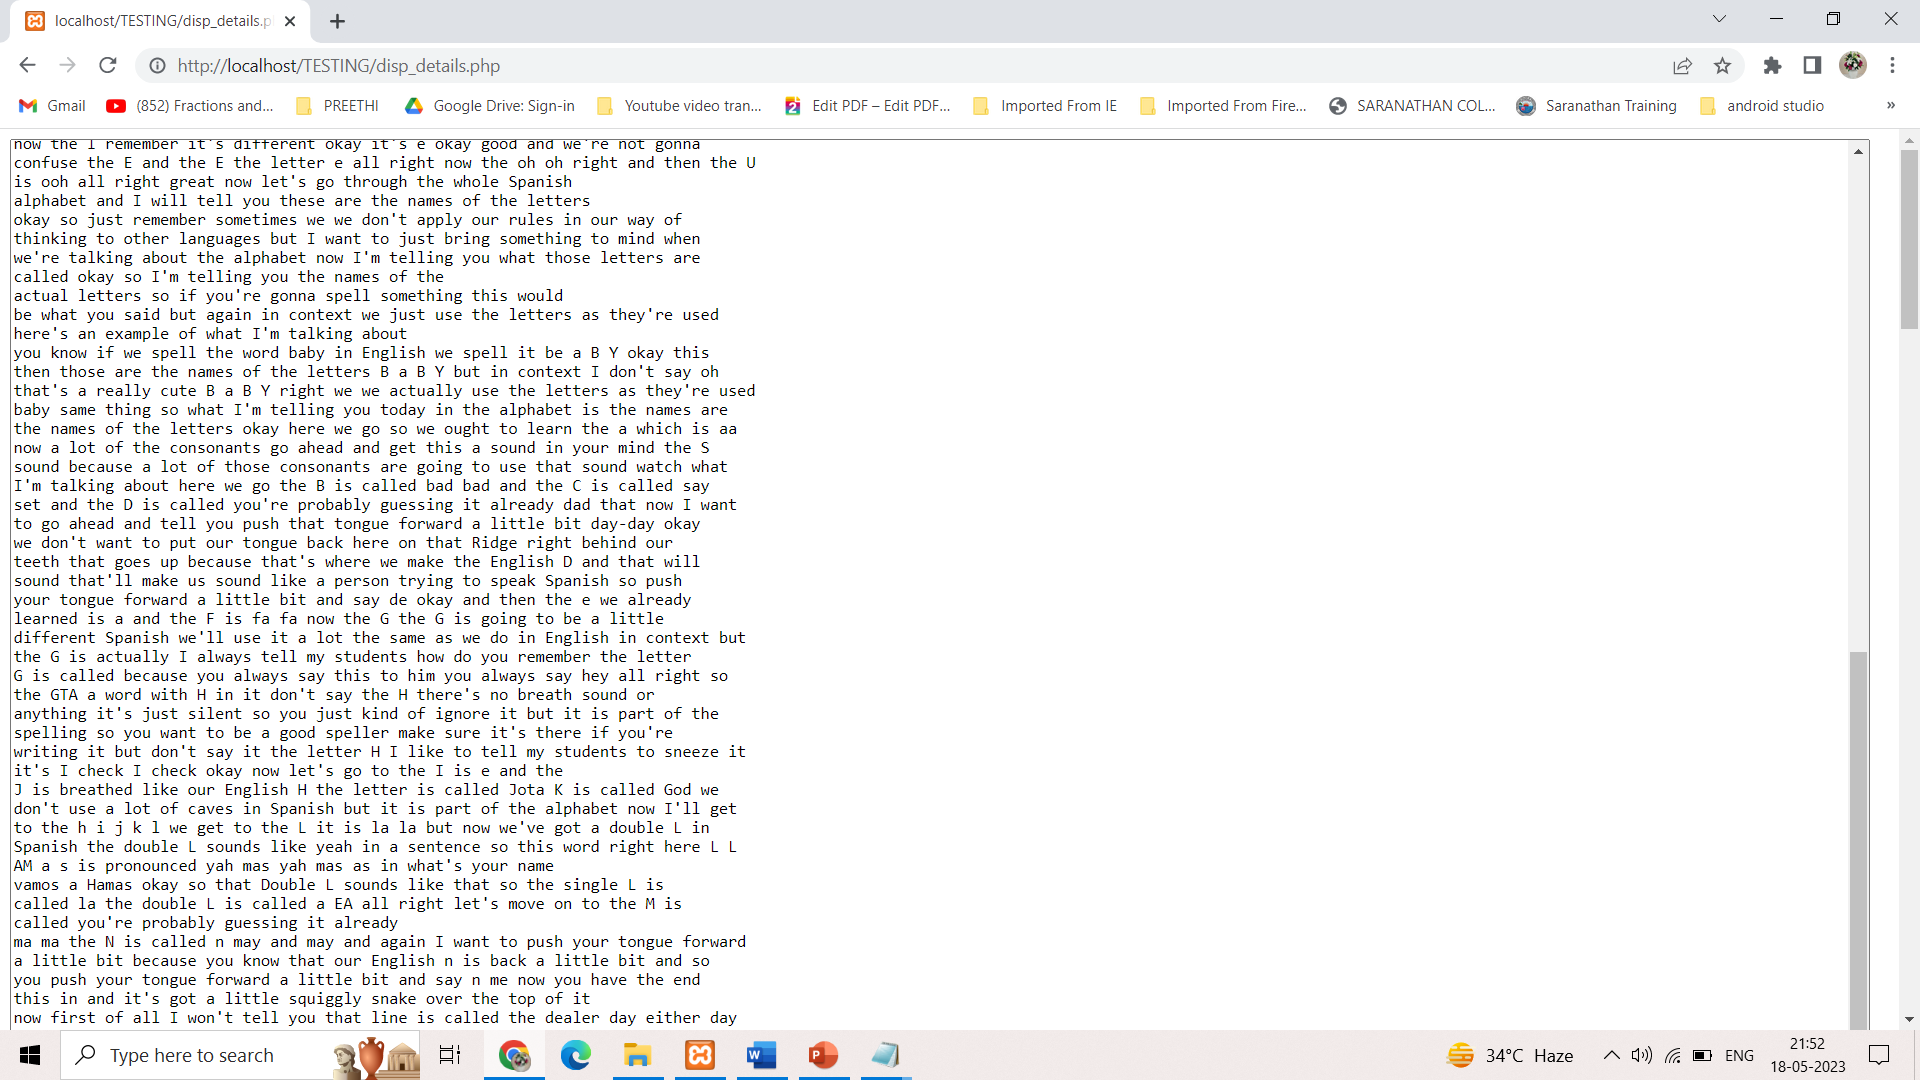 localhost/TESTING/disp_details.p
http://localhost/TESTING/disp_details.php
Gmail (852) Fractions and... PREETHI Google Drive: Sign-in Youtube video tran... Edit PDF – Edit PDF... Imported From IE Imported From Fire... SARANATHAN COL... Saranathan Training android studio »
now the I remember it's different okay it's e okay good and we're not gonna
confuse the E and the E the letter e all right now the oh oh right and then the U
is ooh all right great now let's go through the whole Spanish
alphabet and I will tell you these are the names of the letters
okay so just remember sometimes we we don't apply our rules in our way of
thinking to other languages but I want to just bring something to mind when
we're talking about the alphabet now I'm telling you what those letters are
called okay so I'm telling you the names of the
actual letters so if you're gonna spell something this would
be what you said but again in context we just use the letters as they're used
here's an example of what I'm talking about
you know if we spell the word baby in English we spell it be a B Y okay this
then those are the names of the letters B a B Y but in context I don't say oh
that's a really cute B a B Y right we we actually use the letters as they're used
baby same thing so what I'm telling you today in the alphabet is the names are
the names of the letters okay here we go so we ought to learn the a which is aa
now a lot of the consonants go ahead and get this a sound in your mind the S
sound because a lot of those consonants are going to use that sound watch what
I'm talking about here we go the B is called bad bad and the C is called say
set and the D is called you're probably guessing it already dad that now I want
to go ahead and tell you push that tongue forward a little bit day-day okay
we don't want to put our tongue back here on that Ridge right behind our
teeth that goes up because that's where we make the English D and that will
sound that'll make us sound like a person trying to speak Spanish so push
your tongue forward a little bit and say de okay and then the e we already
learned is a and the F is fa fa now the G the G is going to be a little
different Spanish we'll use it a lot the same as we do in English in context but
the G is actually I always tell my students how do you remember the letter
G is called because you always say this to him you always say hey all right so
the GTA a word with H in it don't say the H there's no breath sound or
anything it's just silent so you just kind of ignore it but it is part of the
spelling so you want to be a good speller make sure it's there if you're
writing it but don't say it the letter H I like to tell my students to sneeze it
it's I check I check okay now let's go to the I is e and the
J is breathed like our English H the letter is called Jota K is called God we
don't use a lot of caves in Spanish but it is part of the alphabet now I'll get
to the h i j k l we get to the L it is la la but now we've got a double L in
Spanish the double L sounds like yeah in a sentence so this word right here L L
AM a s is pronounced yah mas yah mas as in what's your name
vamos a Hamas okay so that Double L sounds like that so the single L is
called la the double L is called a EA all right let's move on to the M is
called you're probably guessing it already
ma ma the N is called n may and may and again I want to push your tongue forward
a little bit because you know that our English n is back a little bit and so
you push your tongue forward a little bit and say n me now you have the end
this in and it's got a little squiggly snake over the top of it
now first of all I won't tell you that line is called the dealer day either day
Type here to search
34°C Haze
ENG
21:52
18-05-2023